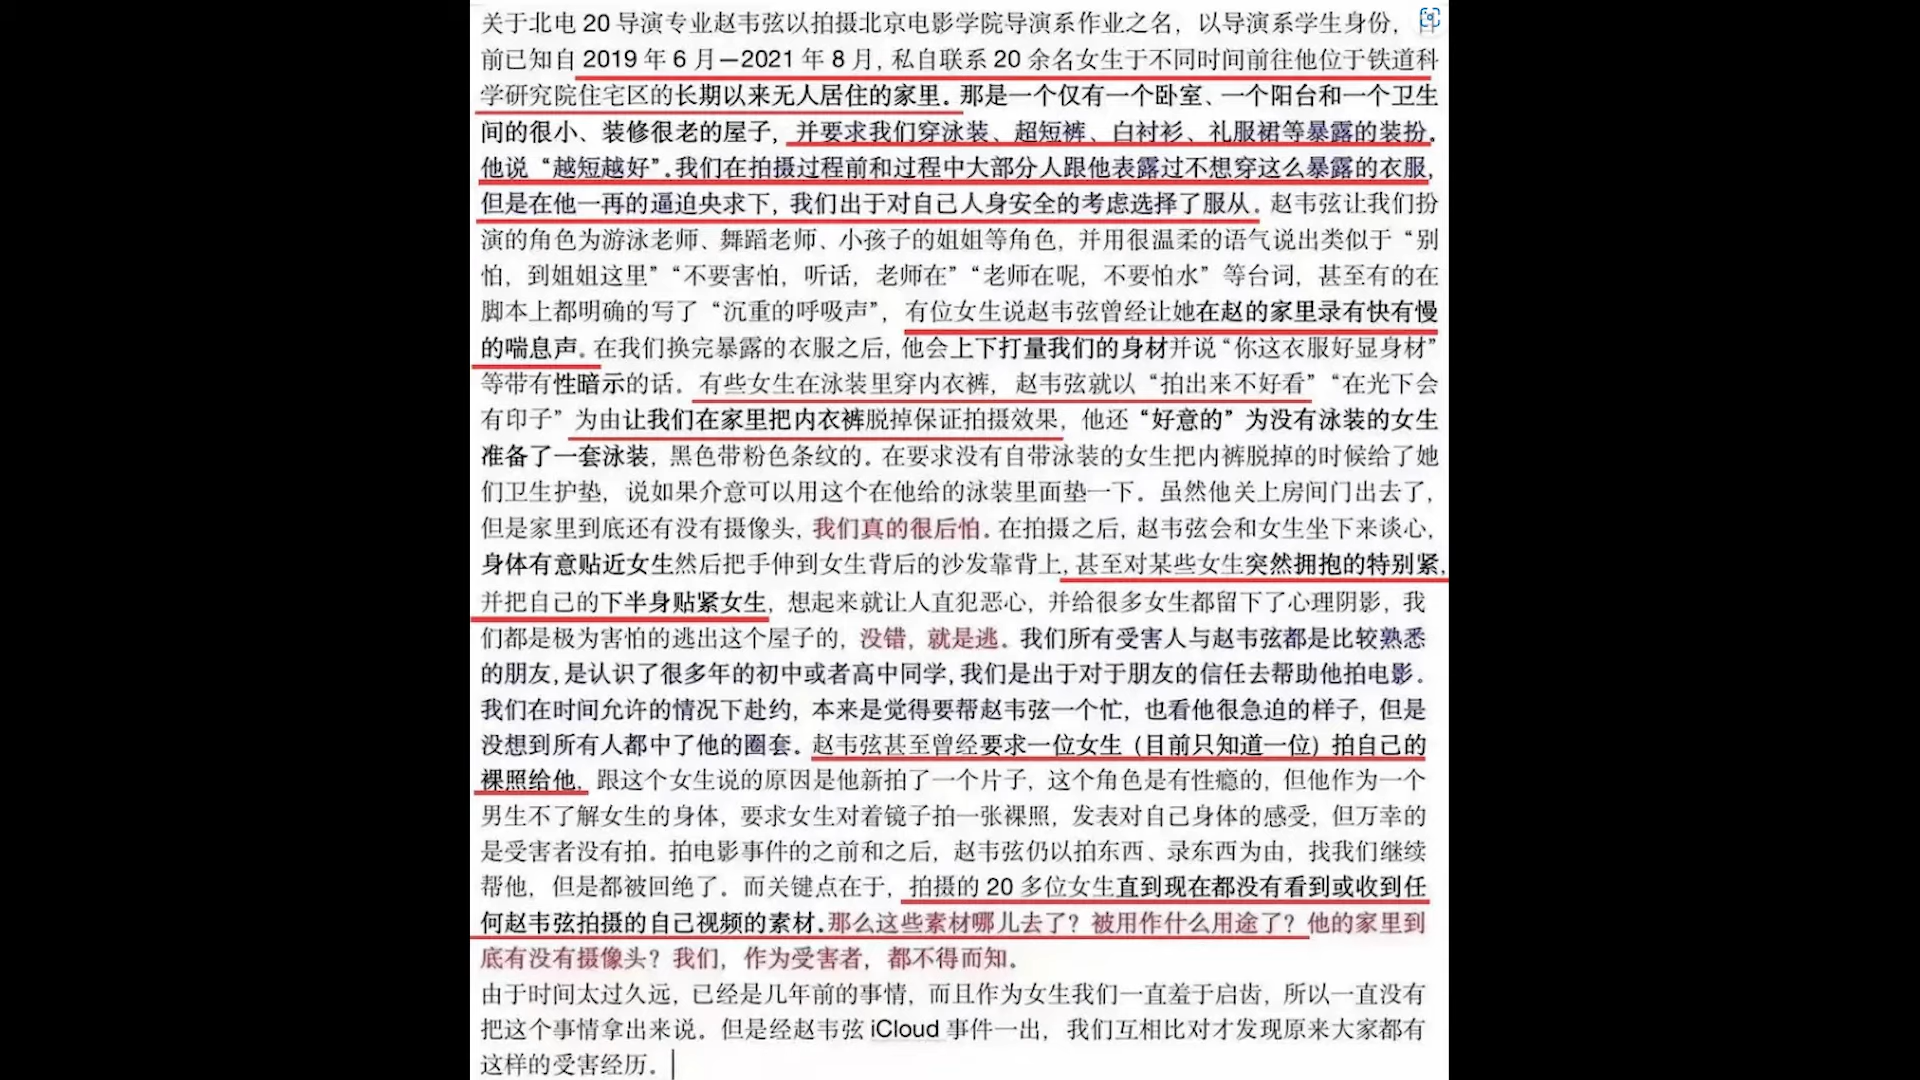 关于北电 20 导演专业赵韦弦以拍摄北京电影学院导演系作业之名，以导演系学生身份，目
前已知自 2019 年 6 月—2021 年 8 月, 私自联系 20 余名女生于不同时间前往他位于铁道科
学研究院住宅区的长期以来无人居住的家里。那是一个仅有一个卧室、一个阳台和一个卫生
间的很小、装修很老的屋子，并要求我们穿泳装、超短裤、白衬衫、礼服裙等暴露的装扮。
他说“越短越好”。我们在拍摄过程前和过程中大部分人跟他表露过不想穿这么暴露的衣服,
但是在他一再的逼迫央求下，我们出于对自己人身安全的考虑选择了服从。赵韦弦让我们扮
演的角色为游泳老师、舞蹈老师、小孩子的姐姐等角色，并用很温柔的语气说出类似于“别
怕，到姐姐这里”“不要害怕，听话，老师在”“老师在呢，不要怕水”等台词，甚至有的在
脚本上都明确的写了“沉重的呼吸声”，有位女生说赵韦弦曾经让她在赵的家里录有快有慢
的喘息声。在我们换完暴露的衣服之后，他会上下打量我们的身材并说“你这衣服好显身材”
等带有性暗示的话。有些女生在泳装里穿内衣裤，赵韦弦就以“拍出来不好看”“在光下会
有印子”为由让我们在家里把内衣裤脱掉保证拍摄效果，他还“好意的”为没有泳装的女生
准备了一套泳装，黑色带粉色条纹的。在要求没有自带泳装的女生把内裤脱掉的时候给了她
们卫生护垫，说如果介意可以用这个在他给的泳装里面垫一下。虽然他关上房间门出去了，
但是家里到底还有没有摄像头，我们真的很后怕。在拍摄之后，赵韦弦会和女生坐下来谈心，
身体有意贴近女生然后把手伸到女生背后的沙发靠背上, 甚至对某些女生突然拥抱的特别紧,
并把自己的下半身贴紧女生，想起来就让人直犯恶心，并给很多女生都留下了心理阴影，我
们都是极为害怕的逃出这个屋子的，没错，就是逃。我们所有受害人与赵韦弦都是比较熟悉
的朋友, 是认识了很多年的初中或者高中同学, 我们是出于对于朋友的信任去帮助他拍电影。
我们在时间允许的情况下赴约，本来是觉得要帮赵韦弦一个忙，也看他很急迫的样子，但是
没想到所有人都中了他的圈套。赵韦弦甚至曾经要求一位女生（目前只知道一位）拍自己的
裸照给他，跟这个女生说的原因是他新拍了一个片子，这个角色是有性瘾的，但他作为一个
男生不了解女生的身体，要求女生对着镜子拍一张裸照，发表对自己身体的感受，但万幸的
是受害者没有拍。拍电影事件的之前和之后，赵韦弦仍以拍东西、录东西为由，找我们继续
帮他，但是都被回绝了。而关键点在于，拍摄的 20 多位女生直到现在都没有看到或收到任
何赵韦弦拍摄的自己视频的素材。那么这些素材哪儿去了？被用作什么用途了？他的家里到
底有没有摄像头？我们，作为受害者，都不得而知。
由于时间太过久远，已经是几年前的事情，而且作为女生我们一直羞于启齿，所以一直没有
把这个事情拿出来说。但是经赵韦弦 iCloud 事件一出，我们互相比对才发现原来大家都有
这样的受害经历。